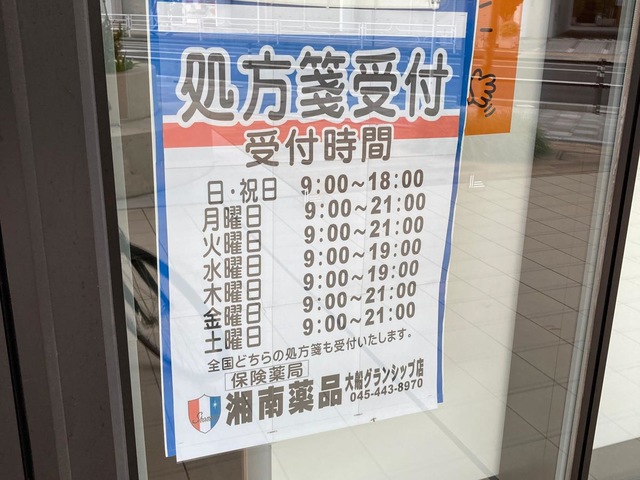 処方箋受付
受付時間
日・祝日 9:00～18:00
月曜日 9:00～21:00
火曜日 9:00～21:00
水曜日 9:00～19:00
木曜日 9:00～19:00
金曜日 9:00～21:00
土曜日 9:00～21:00
全国どちらの処方箋も受付いたします。
保険薬局
湘南薬品 大船グランシップ店
045-443-8970